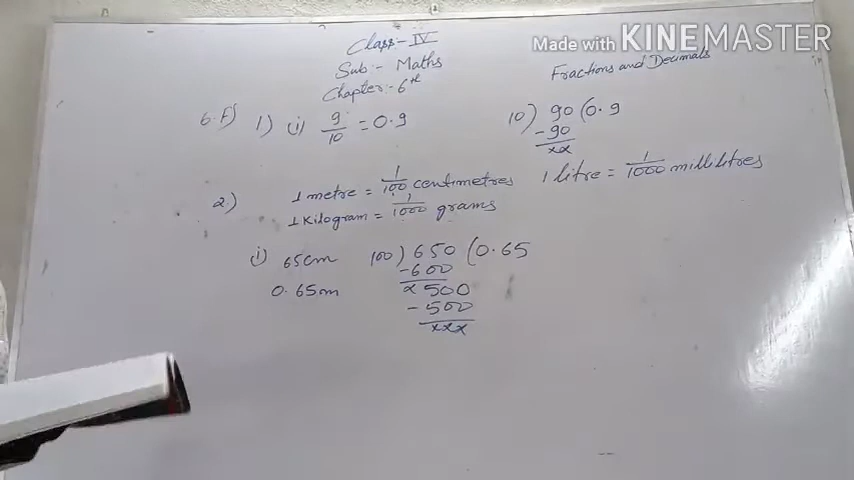 Made with KINEMASTER
Class:- IV
Sub:- Maths
Chapter:- 6th
Fractions and Decimals
6.F) 1) (i) 9/10 = 0.9
10) 90 (0.9
-90
xx
2) 1 metre = 1/100 centimetres
1 litre = 1/1000 millilitres
1 Kilogram = 1/1000 grams
(i) 65cm
0.65m
100) 650 (0.65
-600
x500
-500
xxx